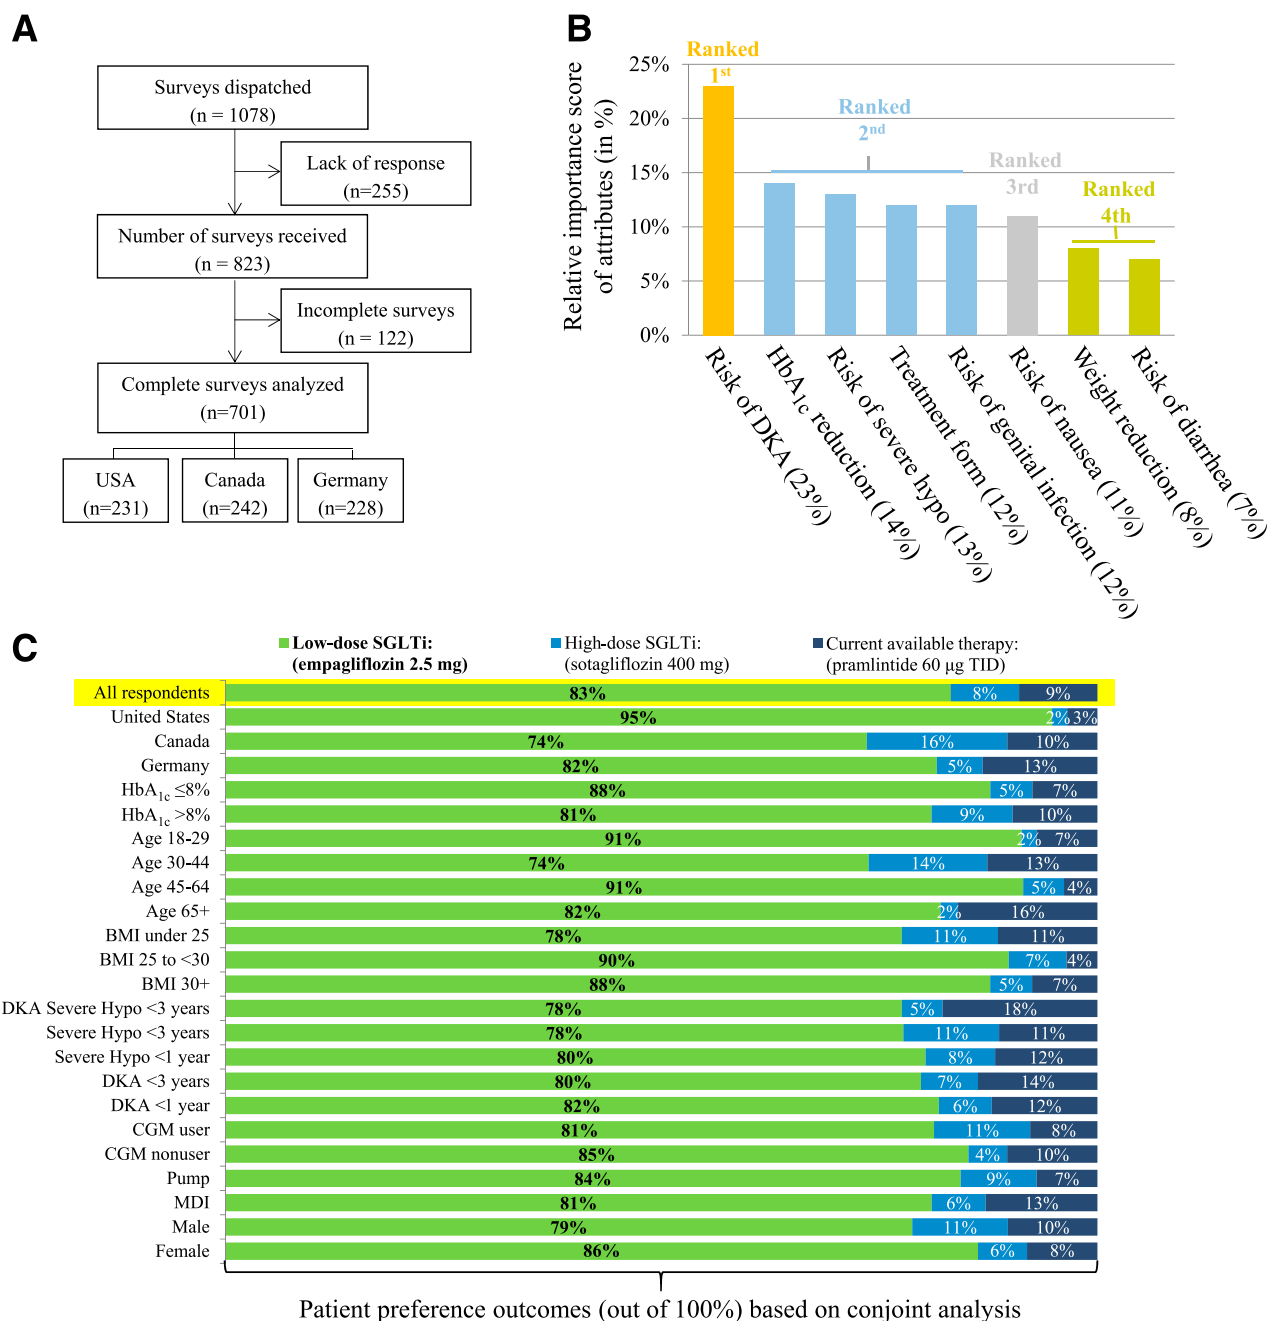 A
Surveys dispatched
(n = 1078)
Lack of response
(n=255)
Number of surveys received
(n = 823)
Incomplete surveys
(n = 122)
Complete surveys analyzed
(n=701)
USA
(n=231)
Canada
(n=242)
Germany
(n=228)
B
Relative importance score
of attributes (in %)
25%
20%
15%
10%
5%
0%
Ranked
1st
Ranked
2nd
Ranked
3rd
Ranked
4th
Risk of DKA (23%)
HbA1c reduction (14%)
Risk of severe hypo (13%)
Treatment form (12%)
Risk of genital infection (12%)
Risk of nausea (11%)
Weight reduction (8%)
Risk of diarrhea (7%)
C
Low-dose SGLTi:
(empagliflozin 2.5 mg)
High-dose SGLTi:
(sotagliflozin 400 mg)
Current available therapy:
(pramlintide 60 µg TID)
All respondents 83% 8% 9%
United States 95% 2% 3%
Canada 74% 16% 10%
Germany 82% 5% 13%
HbA1c ≤8% 88% 5% 7%
HbA1c >8% 81% 9% 10%
Age 18-29 91% 2% 7%
Age 30-44 74% 14% 13%
Age 45-64 91% 5% 4%
Age 65+ 82% 2% 16%
BMI under 25 78% 11% 11%
BMI 25 to <30 90% 7% 4%
BMI 30+ 88% 5% 7%
DKA Severe Hypo <3 years 78% 5% 18%
Severe Hypo <3 years 78% 11% 11%
Severe Hypo <1 year 80% 8% 12%
DKA <3 years 80% 7% 14%
DKA <1 year 82% 6% 12%
CGM user 81% 11% 8%
CGM nonuser 85% 4% 10%
Pump 84% 9% 7%
MDI 81% 6% 13%
Male 79% 11% 10%
Female 86% 6% 8%
Patient preference outcomes (out of 100%) based on conjoint analysis